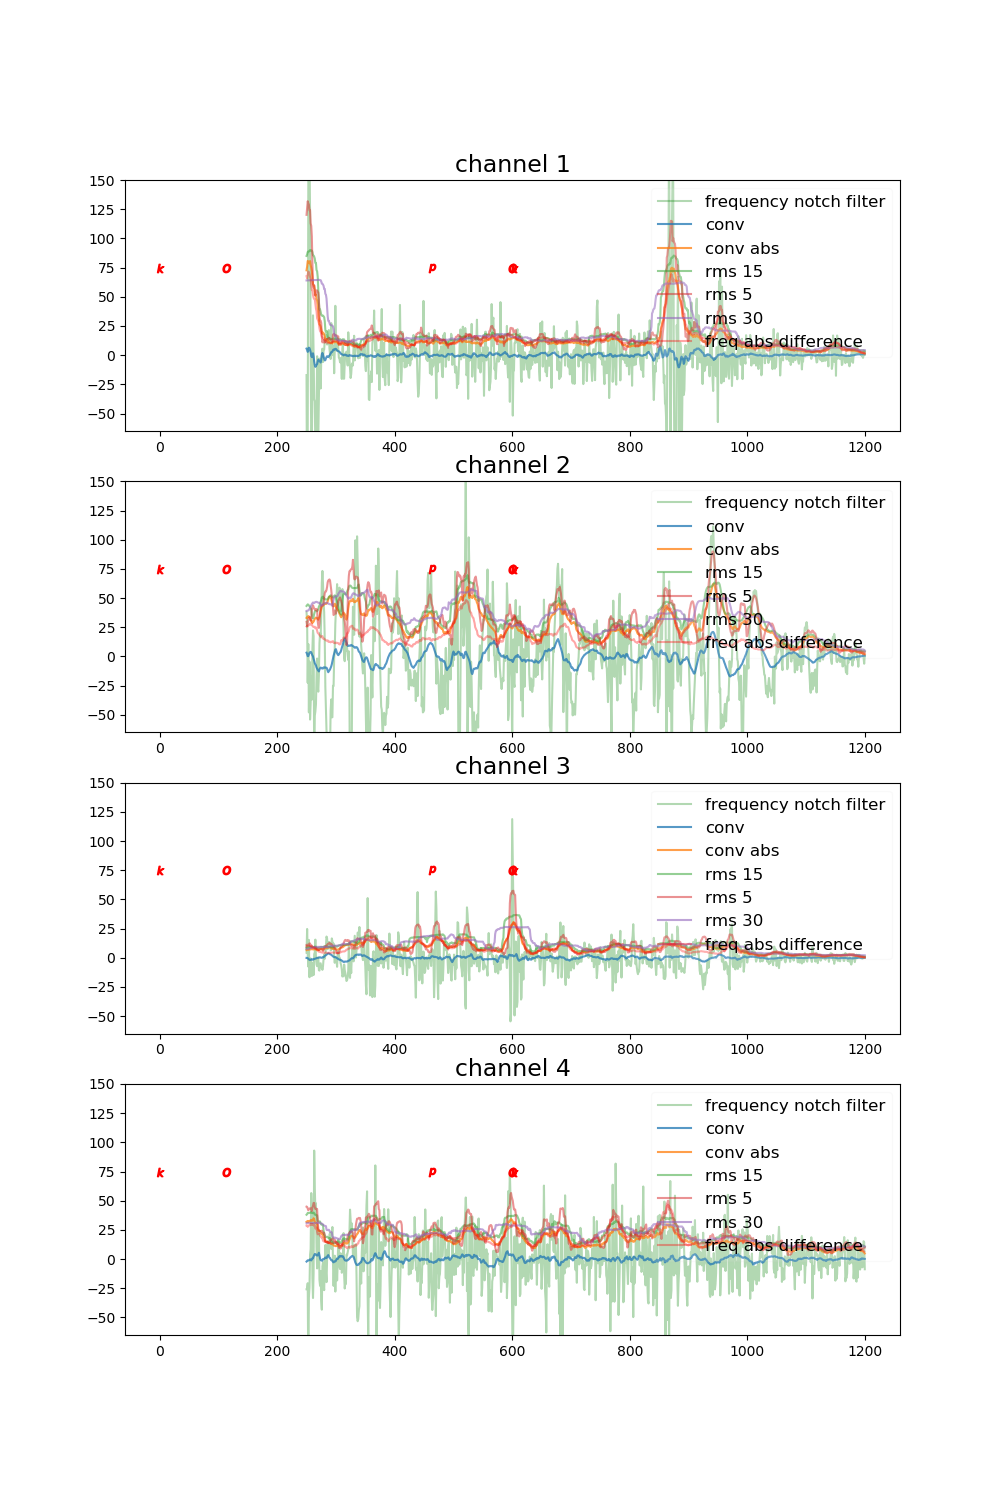 channel 1
150
125
100
75
50
25
0
−25
−50
k O p
frequency notch filter
conv
conv abs
rms 15
rms 5
rms 30
freq abs difference
0 200 400 600 800 1000 1200
channel 2
150
125
100
75
50
25
0
−25
−50
k O p
frequency notch filter
conv
conv abs
rms 15
rms 5
rms 30
freq abs difference
0 200 400 600 800 1000 1200
channel 3
150
125
100
75
50
25
0
−25
−50
k O p
frequency notch filter
conv
conv abs
rms 15
rms 5
rms 30
freq abs difference
0 200 400 600 800 1000 1200
channel 4
150
125
100
75
50
25
0
−25
−50
k O p
frequency notch filter
conv
conv abs
rms 15
rms 5
rms 30
freq abs difference
0 200 400 600 800 1000 1200